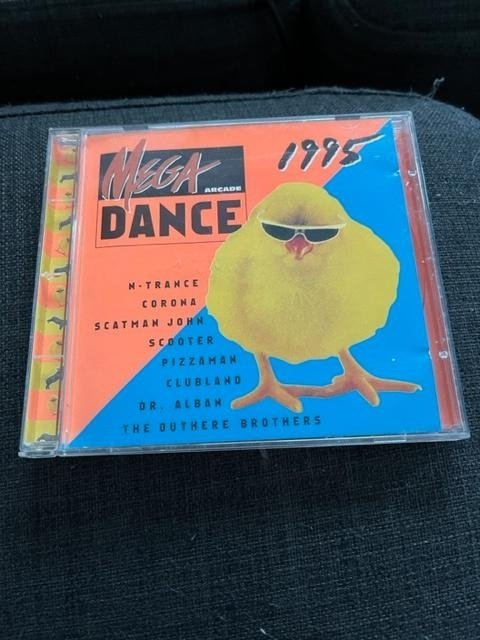 MEGA
ARCADE
DANCE
1995
N-TRANCE
CORONA
SCATMAN JOHN
SCOOTER
PIZZAMAN
CLUBLAND
DR. ALBAN
THE OUTHERE BROTHERS